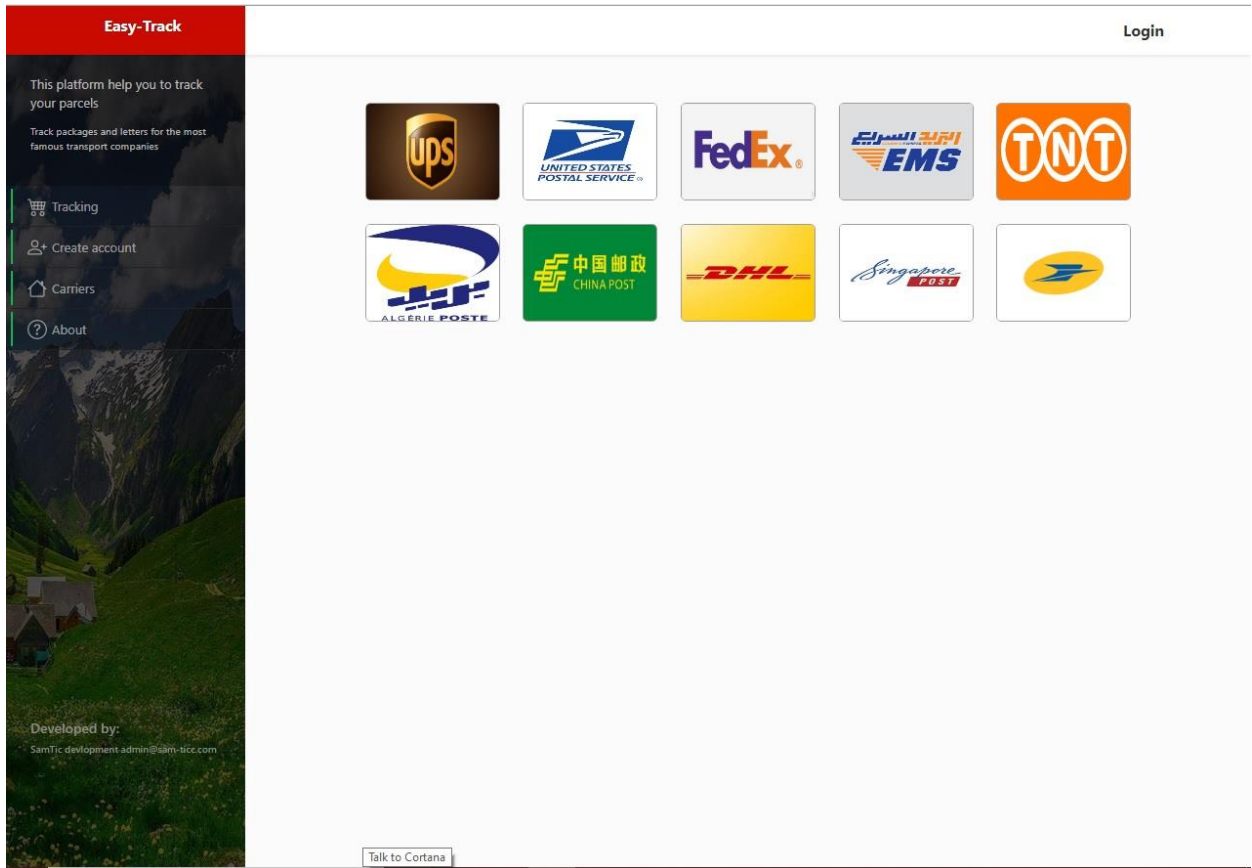 Easy-Track
Login
This platform help you to track
your parcels
Track packages and letters for the most
famous transport companies
Tracking
Create account
Carriers
About
ups
UNITED STATES
POSTAL SERVICE
FedEx®
البريد السريع
EMS
TNT
ALGÉRIE POSTE
中国邮政
CHINA POST
DHL
Singapore
POST
Developed by:
SamTic devlopment admin@sam-ticc.com
Talk to Cortana